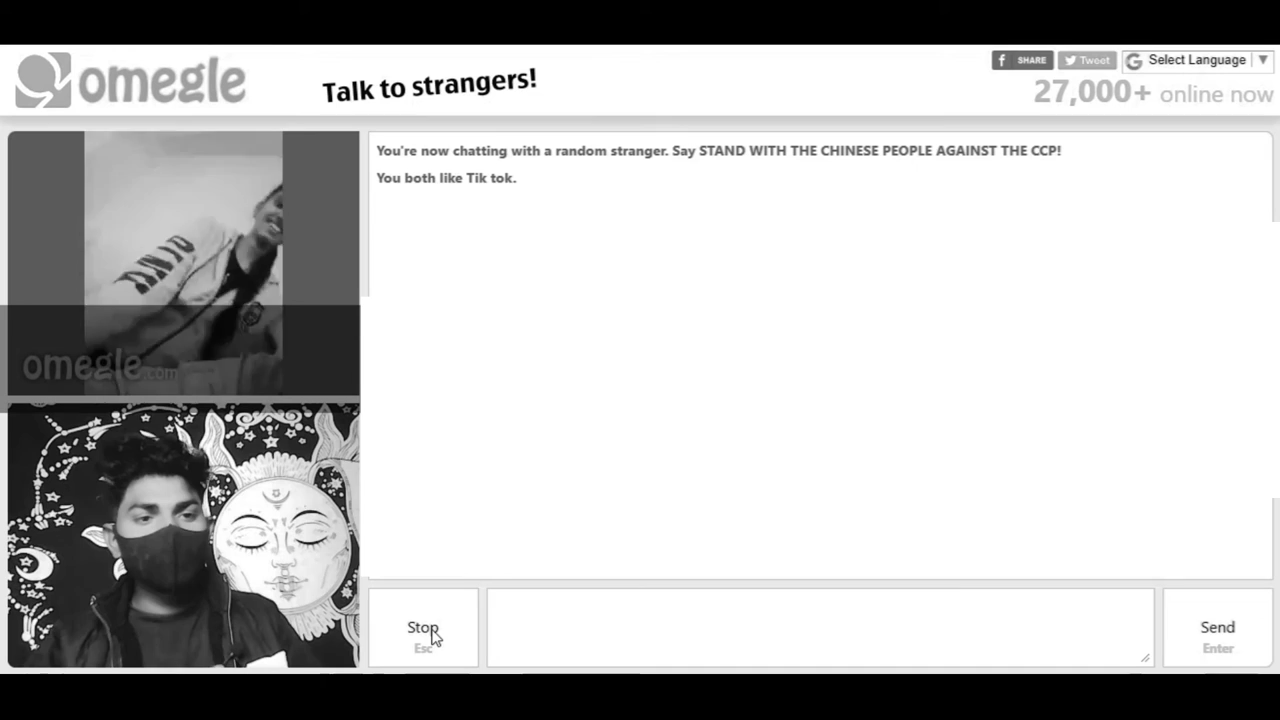 omegle
Talk to strangers!
f SHARE
Tweet
G Select Language ▼
27,000+ online now
You're now chatting with a random stranger. Say STAND WITH THE CHINESE PEOPLE AGAINST THE CCP!
You both like Tik tok.
omegle.com
Stop
Esc
Send
Enter